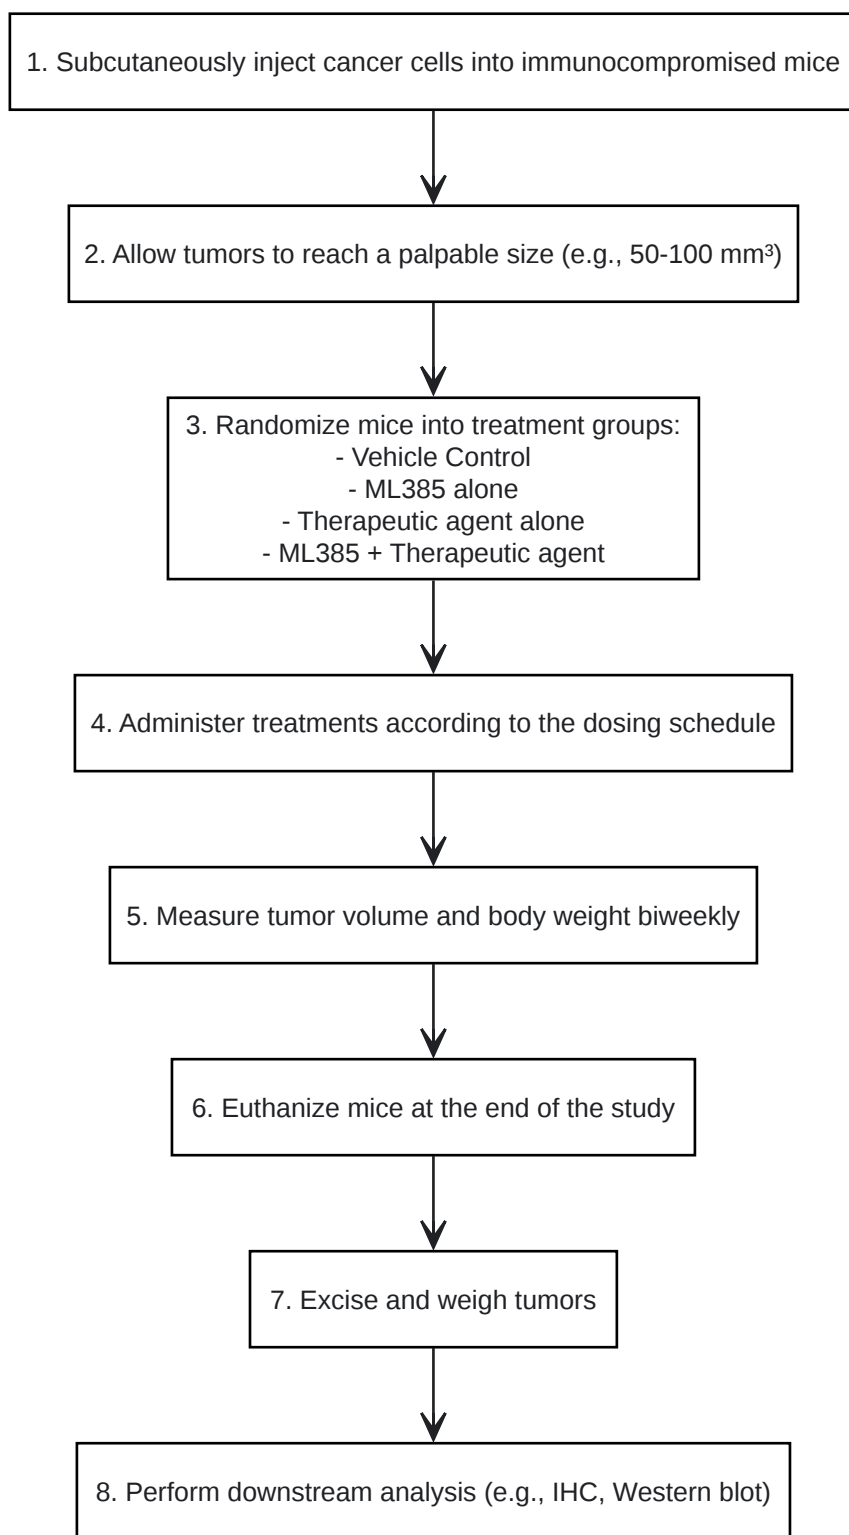 1. Subcutaneously inject cancer cells into immunocompromised mice
2. Allow tumors to reach a palpable size (e.g., 50-100 mm³)
3. Randomize mice into treatment groups:
- Vehicle Control
- ML385 alone
- Therapeutic agent alone
- ML385 + Therapeutic agent
4. Administer treatments according to the dosing schedule
5. Measure tumor volume and body weight biweekly
6. Euthanize mice at the end of the study
7. Excise and weigh tumors
8. Perform downstream analysis (e.g., IHC, Western blot)